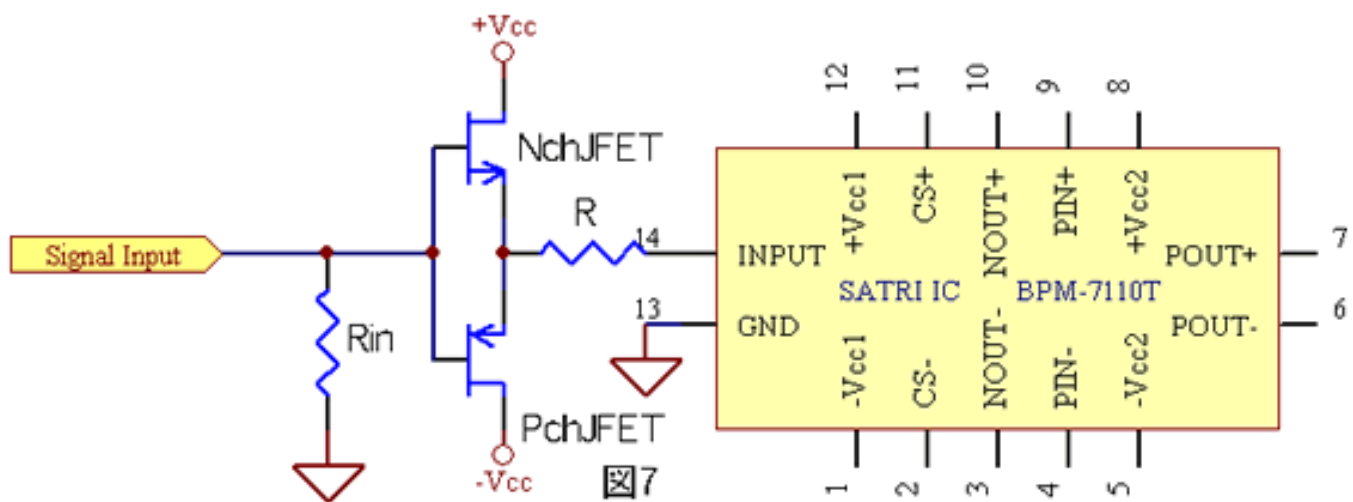 +Vcc
NchJFET
R
Signal Input
Rin
PchJFET
-Vcc
図7
12
11
10
9
8
14
13
7
6
INPUT
GND
+Vcc1
CS+
NOUT+
PIN+
+Vcc2
SATRI IC
BPM-7110T
-Vcc1
CS-
NOUT-
PIN-
-Vcc2
POUT+
POUT-
1
2
3
4
5